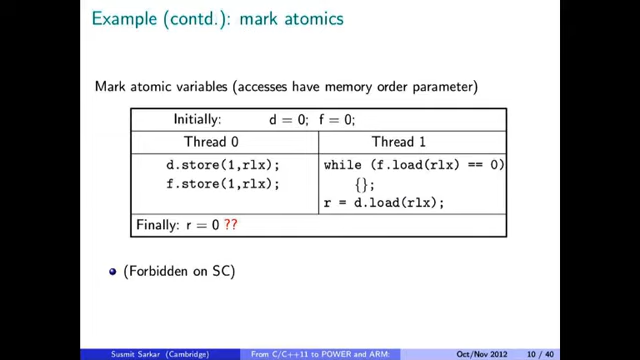 Example (contd.): mark atomics
Mark atomic variables (accesses have memory order parameter)
Initially: d = 0; f = 0;
Thread 0 Thread 1
d.store(1,rlx); while (f.load(rlx) == 0)
f.store(1,rlx); {};
r = d.load(rlx);
Finally: r = 0 ??
(Forbidden on SC)
Susmit Sarkar (Cambridge) From C/C++11 to POWER and ARM: Oct/Nov 2012 10 / 40